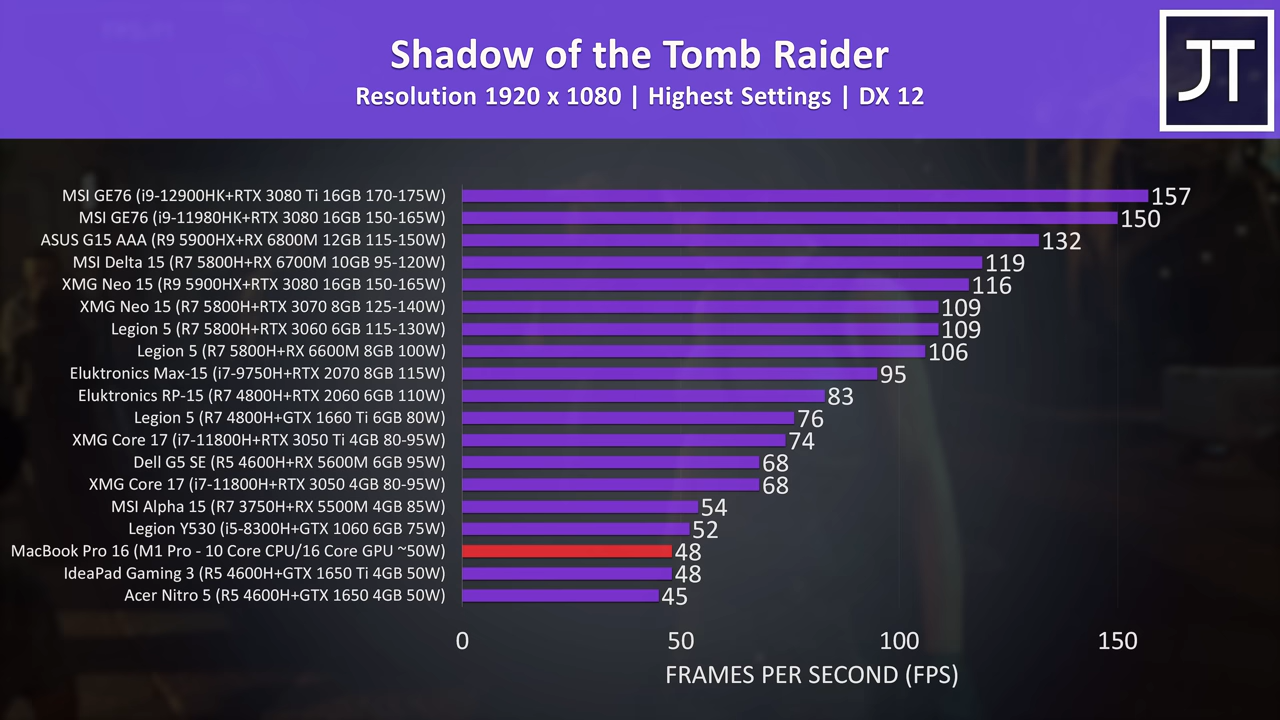 Shadow of the Tomb Raider
Resolution 1920 x 1080 | Highest Settings | DX 12
JT
MSI GE76 (i9-12900HK+RTX 3080 Ti 16GB 170-175W) 157
MSI GE76 (i9-11980HK+RTX 3080 16GB 150-165W) 150
ASUS G15 AAA (R9 5900HX+RX 6800M 12GB 115-150W) 132
MSI Delta 15 (R7 5800H+RX 6700M 10GB 95-120W) 119
XMG Neo 15 (R9 5900HX+RTX 3080 16GB 150-165W) 116
XMG Neo 15 (R7 5800H+RTX 3070 8GB 125-140W) 109
Legion 5 (R7 5800H+RTX 3060 6GB 115-130W) 109
Legion 5 (R7 5800H+RX 6600M 8GB 100W) 106
Eluktronics Max-15 (i7-9750H+RTX 2070 8GB 115W) 95
Eluktronics RP-15 (R7 4800H+RTX 2060 6GB 110W) 83
Legion 5 (R7 4800H+GTX 1660 Ti 6GB 80W) 76
XMG Core 17 (i7-11800H+RTX 3050 Ti 4GB 80-95W) 74
Dell G5 SE (R5 4600H+RX 5600M 6GB 95W) 68
XMG Core 17 (i7-11800H+RTX 3050 4GB 80-95W) 68
MSI Alpha 15 (R7 3750H+RX 5500M 4GB 85W) 54
Legion Y530 (i5-8300H+GTX 1060 6GB 75W) 52
MacBook Pro 16 (M1 Pro - 10 Core CPU/16 Core GPU ~50W) 48
IdeaPad Gaming 3 (R5 4600H+GTX 1650 Ti 4GB 50W) 48
Acer Nitro 5 (R5 4600H+GTX 1650 4GB 50W) 45
0 50 100 150
FRAMES PER SECOND (FPS)